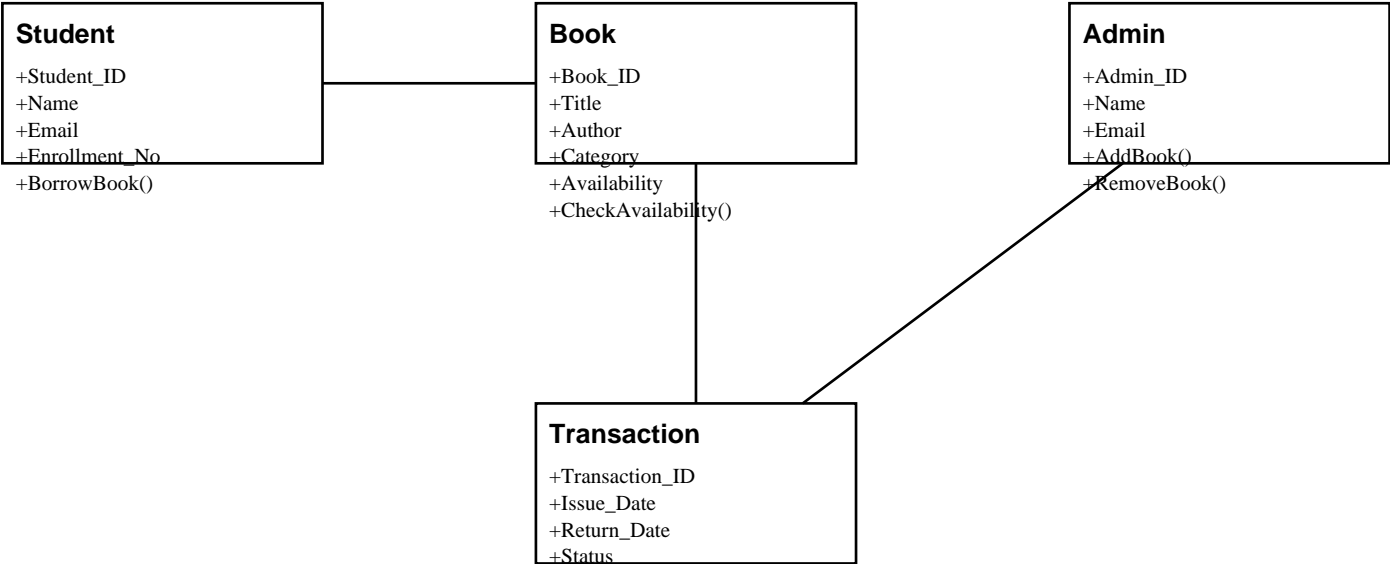 Student
+Student_ID
+Name
+Email
+Enrollment_No
+BorrowBook()
Book
+Book_ID
+Title
+Author
+Category
+Availability
+CheckAvailability()
Admin
+Admin_ID
+Name
+Email
+AddBook()
+RemoveBook()
Transaction
+Transaction_ID
+Issue_Date
+Return_Date
+Status